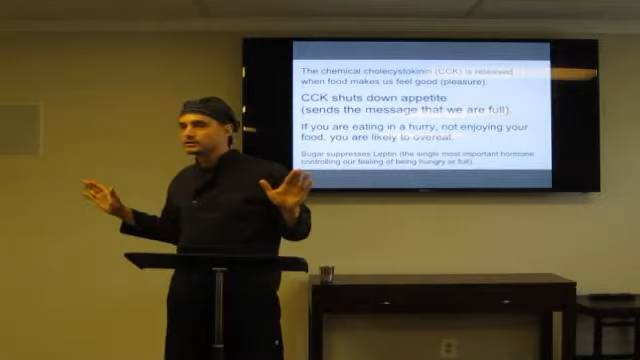 The chemical cholecystokinin (CCK) is released
when food makes us feel good (pleasure).
CCK shuts down appetite
(sends the message that we are full).
If you are eating in a hurry, not enjoying your
food, you are likely to overeat.
Sugar suppresses Leptin (the single most important hormone
controlling our feeling of being hungry or full).